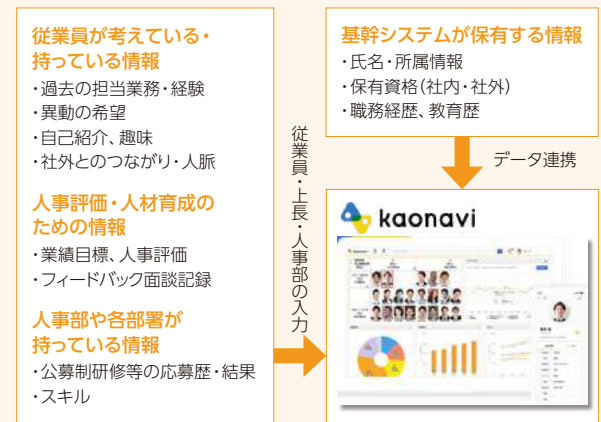 従業員が考えている・
持っている情報
・過去の担当業務・経験
・異動の希望
・自己紹介、趣味
・社外とのつながり・人脈
人事評価・人材育成の
ための情報
・業績目標、人事評価
・フィードバック面談記録
人事部や各部署が
持っている情報
・公募制研修等の応募歴・結果
・スキル
従業員・上長・人事部の入力
基幹システムが保有する情報
・氏名・所属情報
・保有資格(社内・社外)
・職務経歴、教育歴
データ連携
kaonavi